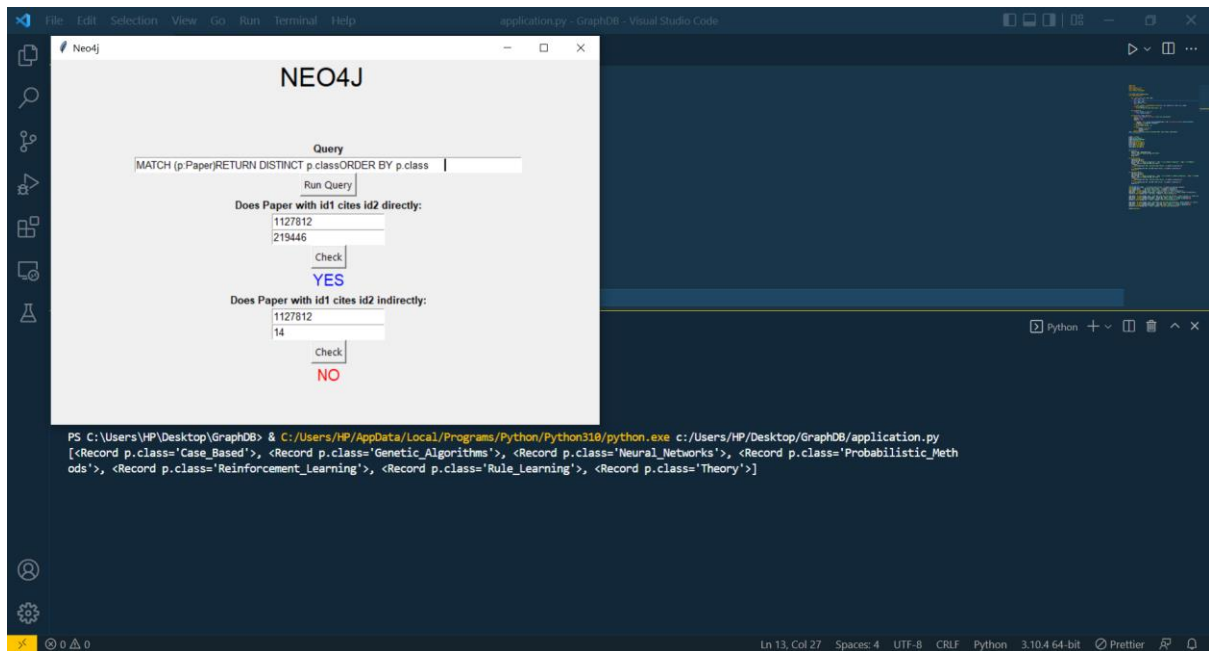 File Edit Selection View Go Run Terminal Help
application.py - GraphDB - Visual Studio Code
Neo4j
NEO4J
Query
MATCH (p:Paper)RETURN DISTINCT p.classORDER BY p.class
Run Query
Does Paper with id1 cites id2 directly:
1127812
219446
Check
YES
Does Paper with id1 cites id2 indirectly:
1127812
14
Check
NO
Python
PS C:\Users\HP\Desktop\GraphDB> & C:/Users/HP/AppData/Local/Programs/Python/Python310/python.exe c:/Users/HP/Desktop/GraphDB/application.py
[<Record p.class='Case_Based'>, <Record p.class='Genetic_Algorithms'>, <Record p.class='Neural_Networks'>, <Record p.class='Probabilistic_Meth
ods'>, <Record p.class='Reinforcement_Learning'>, <Record p.class='Rule_Learning'>, <Record p.class='Theory'>]
0 0 Ln 13, Col 27 Spaces: 4 UTF-8 CRLF Python 3.10.4 64-bit Prettier